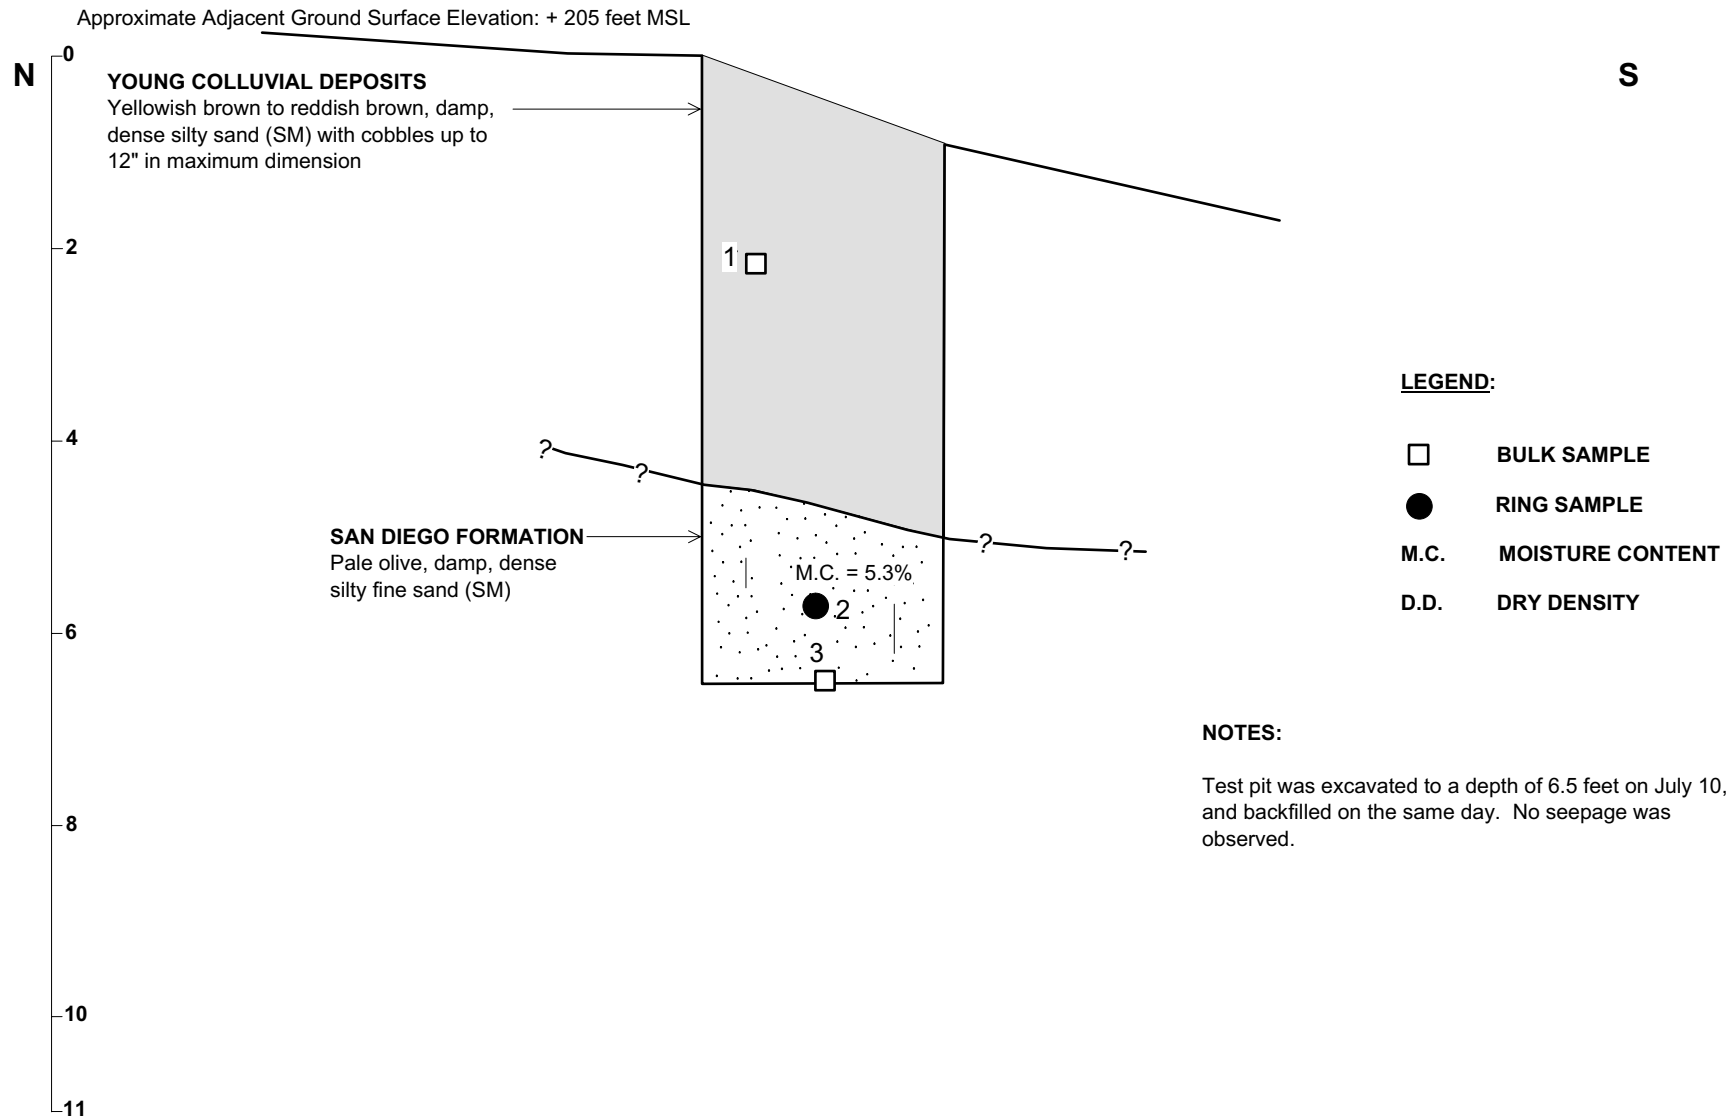 Approximate Adjacent Ground Surface Elevation: + 205 feet MSL
0
N
S
YOUNG COLLUVIAL DEPOSITS
Yellowish brown to reddish brown, damp,
dense silty sand (SM) with cobbles up to
12" in maximum dimension
2
1
LEGEND:
4
?
?
BULK SAMPLE
RING SAMPLE
SAN DIEGO FORMATION
Pale olive, damp, dense
silty fine sand (SM)
?
?
M.C. MOISTURE CONTENT
M.C. = 5.3%
D.D. DRY DENSITY
2
6
3
NOTES:
Test pit was excavated to a depth of 6.5 feet on July 10,
and backfilled on the same day. No seepage was
observed.
8
10
11